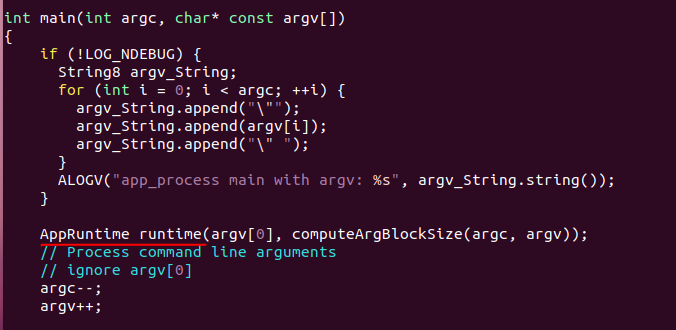 int main(int argc, char* const argv[])
{
    if (!LOG_NDEBUG) {
      String8 argv_String;
      for (int i = 0; i < argc; ++i) {
        argv_String.append("\"");
        argv_String.append(argv[i]);
        argv_String.append("\" ");
      }
      ALOGV("app_process main with argv: %s", argv_String.string());
    }

    AppRuntime runtime(argv[0], computeArgBlockSize(argc, argv));
    // Process command line arguments
    // ignore argv[0]
    argc--;
    argv++;